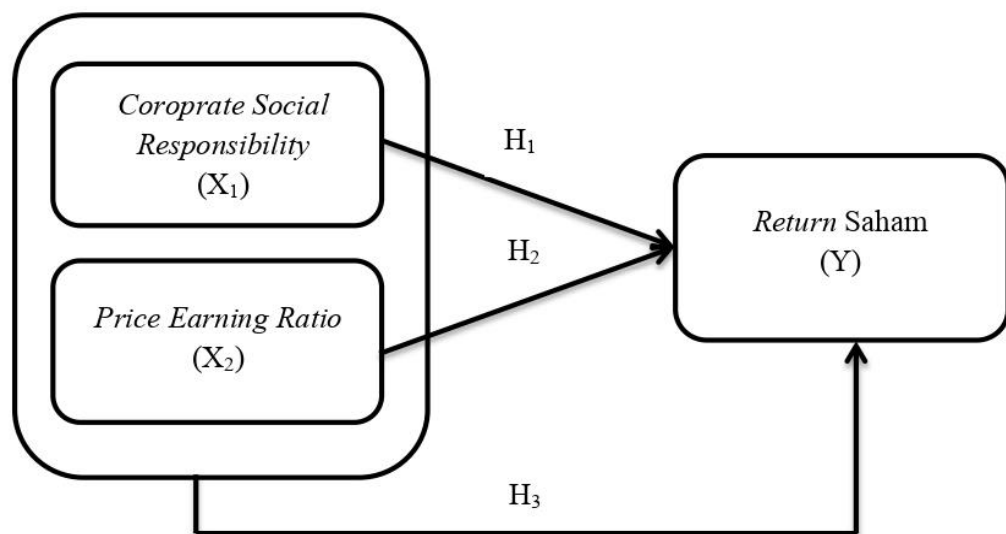 Coroprate Social
Responsibility
(X₁)
H₁
Return Saham
(Y)
H₂
Price Earning Ratio
(X₂)
H₃